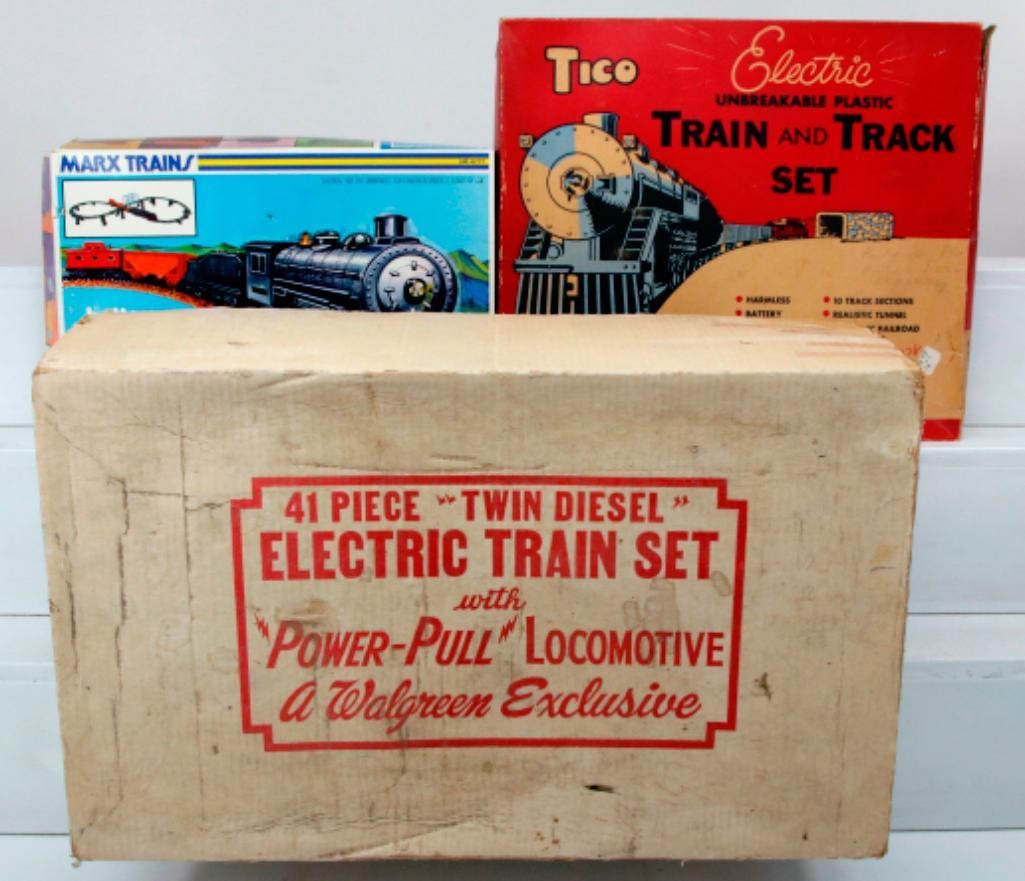 MARX TRAINS
Tico
Electric
UNBREAKABLE PLASTIC
TRAIN AND TRACK
SET
• HARMLESS
• BATTERY
• 10 TRACK SECTIONS
• REALISTIC TUNNEL
RAILROAD
41 PIECE "TWIN DIESEL"
ELECTRIC TRAIN SET
with
"POWER-PULL" LOCOMOTIVE
A Walgreen Exclusive